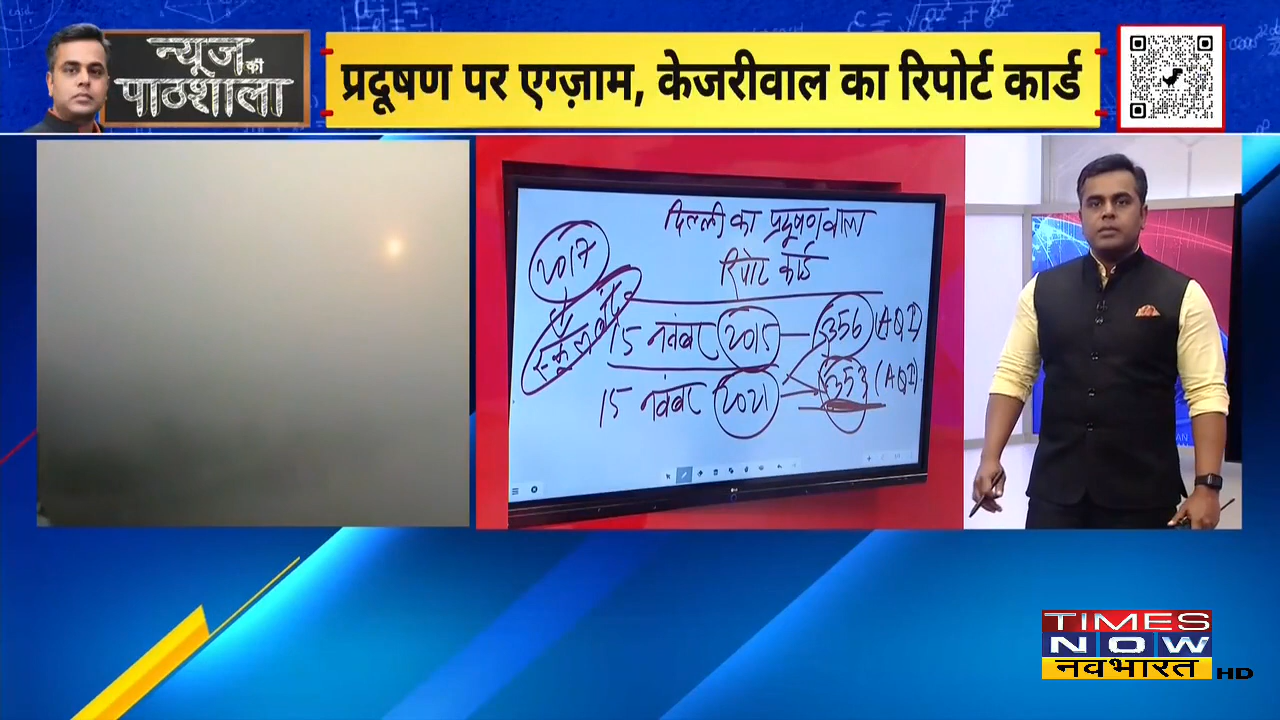 न्यूज की
पाठशाला
प्रदूषण पर एग्ज़ाम, केजरीवाल का रिपोर्ट कार्ड
दिल्ली का प्रदूषणवाला
रिपोर्ट कार्ड
2017
से
स्कूल बंद
15 नवंबर 2015 — 356 (AQI)
15 नवंबर 2021 — 353 (AQI)
TIMES
NOW
नवभारत HD